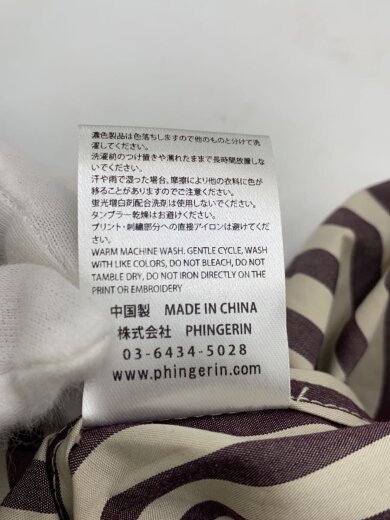 濃色製品は色落ちしますので他のものと分けて洗
濯してください。
洗濯前のつけ置きや濡れたままで長時間放置しな
いでください。
汗や雨で湿った場合、摩擦により他の衣料に色が
移ることがありますのでご注意ください。
蛍光増白剤配合洗剤は使用しないでください。
タンブラー乾燥はお避けください。
プリント・刺繍部分への直接アイロンは避けてくだ
さい。
WARM MACHINE WASH. GENTLE CYCLE, WASH
WITH LIKE COLORS, DO NOT BLEACH, DO NOT
TAMBLE DRY, DO NOT IRON DIRECTLY ON THE
PRINT OR EMBROIDERY
中国製 MADE IN CHINA
株式会社 PHINGERIN
03-6434-5028
www.phingerin.com